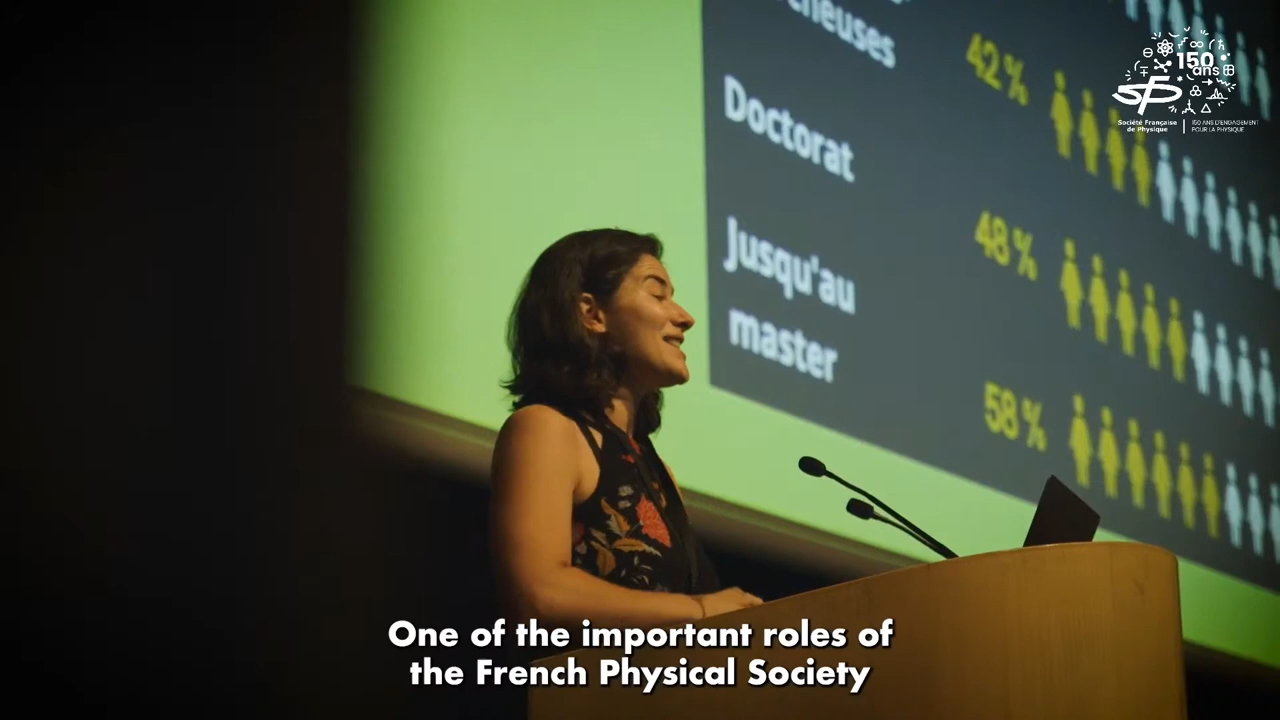 42 %
Doctorat
48 %
Jusqu'au
master
58 %
150
ans
sfp
Société Française
de Physique
150 ANS D'ENGAGEMENT
POUR LA PHYSIQUE
One of the important roles of
the French Physical Society